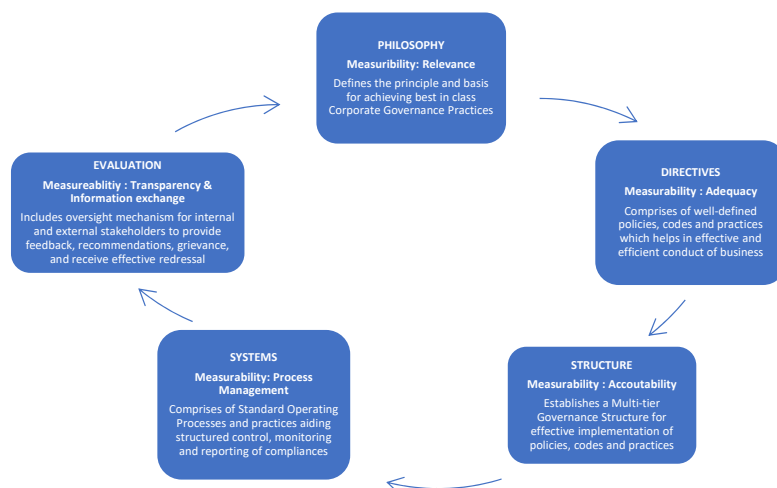 PHILOSOPHY
Measuribility: Relevance
Defines the principle and basis
for achieving best in class
Corporate Governance Practices
DIRECTIVES
Measurability : Adequacy
Comprises of well-defined
policies, codes and practices
which helps in effective and
efficient conduct of business
STRUCTURE
Measurability : Accoutability
Establishes a Multi-tier
Governance Structure for
effective implementation of
policies, codes and practices
SYSTEMS
Measurability: Process
Management
Comprises of Standard Operating
Processes and practices aiding
structured control, monitoring
and reporting of compliances
EVALUATION
Measureablitiy : Transparency &
Information exchange
Includes oversight mechanism for internal
and external stakeholders to provide
feedback, recommendations, grievance,
and receive effective redressal